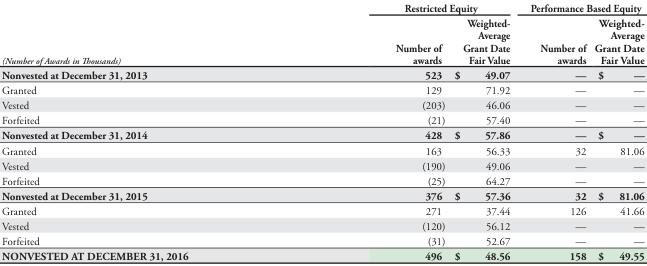 Restricted Equity Performance Based Equity
Weighted- Weighted-
Average Average
Number of Grant Date Number of Grant Date
(Number of Awards in Thousands) awards Fair Value awards Fair Value
Nonvested at December 31, 2013 523 $ 49.07 — $ —
Granted 129 71.92 — —
Vested (203) 46.06 — —
Forfeited (21) 57.40 — —
Nonvested at December 31, 2014 428 $ 57.86 — $ —
Granted 163 56.33 32 81.06
Vested (190) 49.06 — —
Forfeited (25) 64.27 — —
Nonvested at December 31, 2015 376 $ 57.36 32 $ 81.06
Granted 271 37.44 126 41.66
Vested (120) 56.12 — —
Forfeited (31) 52.67 — —
NONVESTED AT DECEMBER 31, 2016 496 $ 48.56 158 $ 49.55